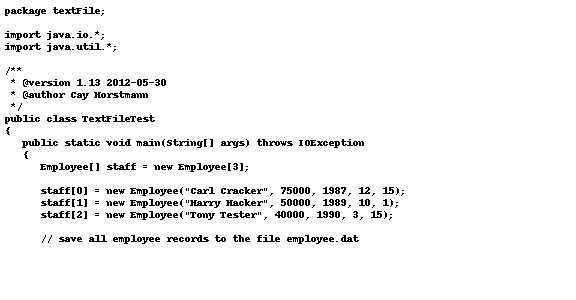 package textFile;

import java.io.*;
import java.util.*;

/**
 * @version 1.13 2012-05-30
 * @author Cay Horstmann
 */
public class TextFileTest
{
   public static void main(String[] args) throws IOException
   {
      Employee[] staff = new Employee[3];

      staff[0] = new Employee("Carl Cracker", 75000, 1987, 12, 15);
      staff[1] = new Employee("Harry Hacker", 50000, 1989, 10, 1);
      staff[2] = new Employee("Tony Tester", 40000, 1990, 3, 15);

      // save all employee records to the file employee.dat